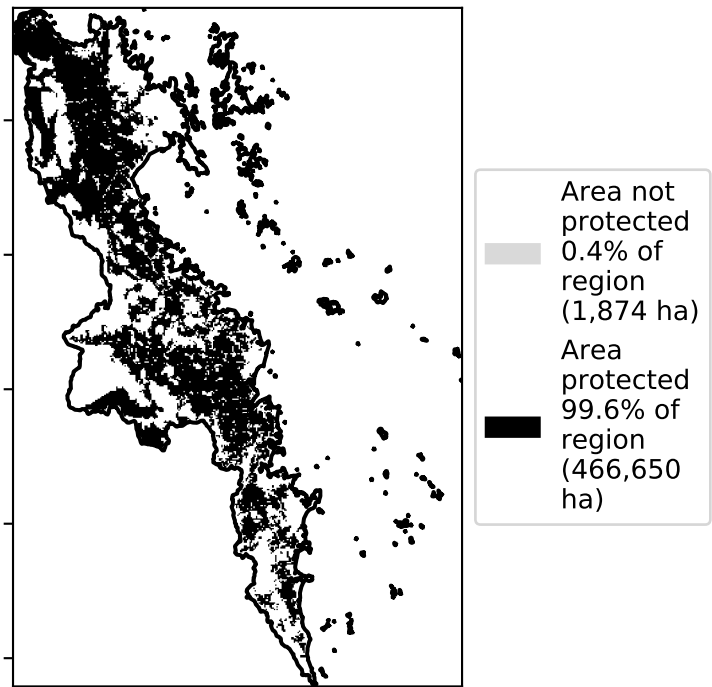 Area not
protected
0.4% of
region
(1,874 ha)
Area
protected
99.6% of
region
(466,650
ha)